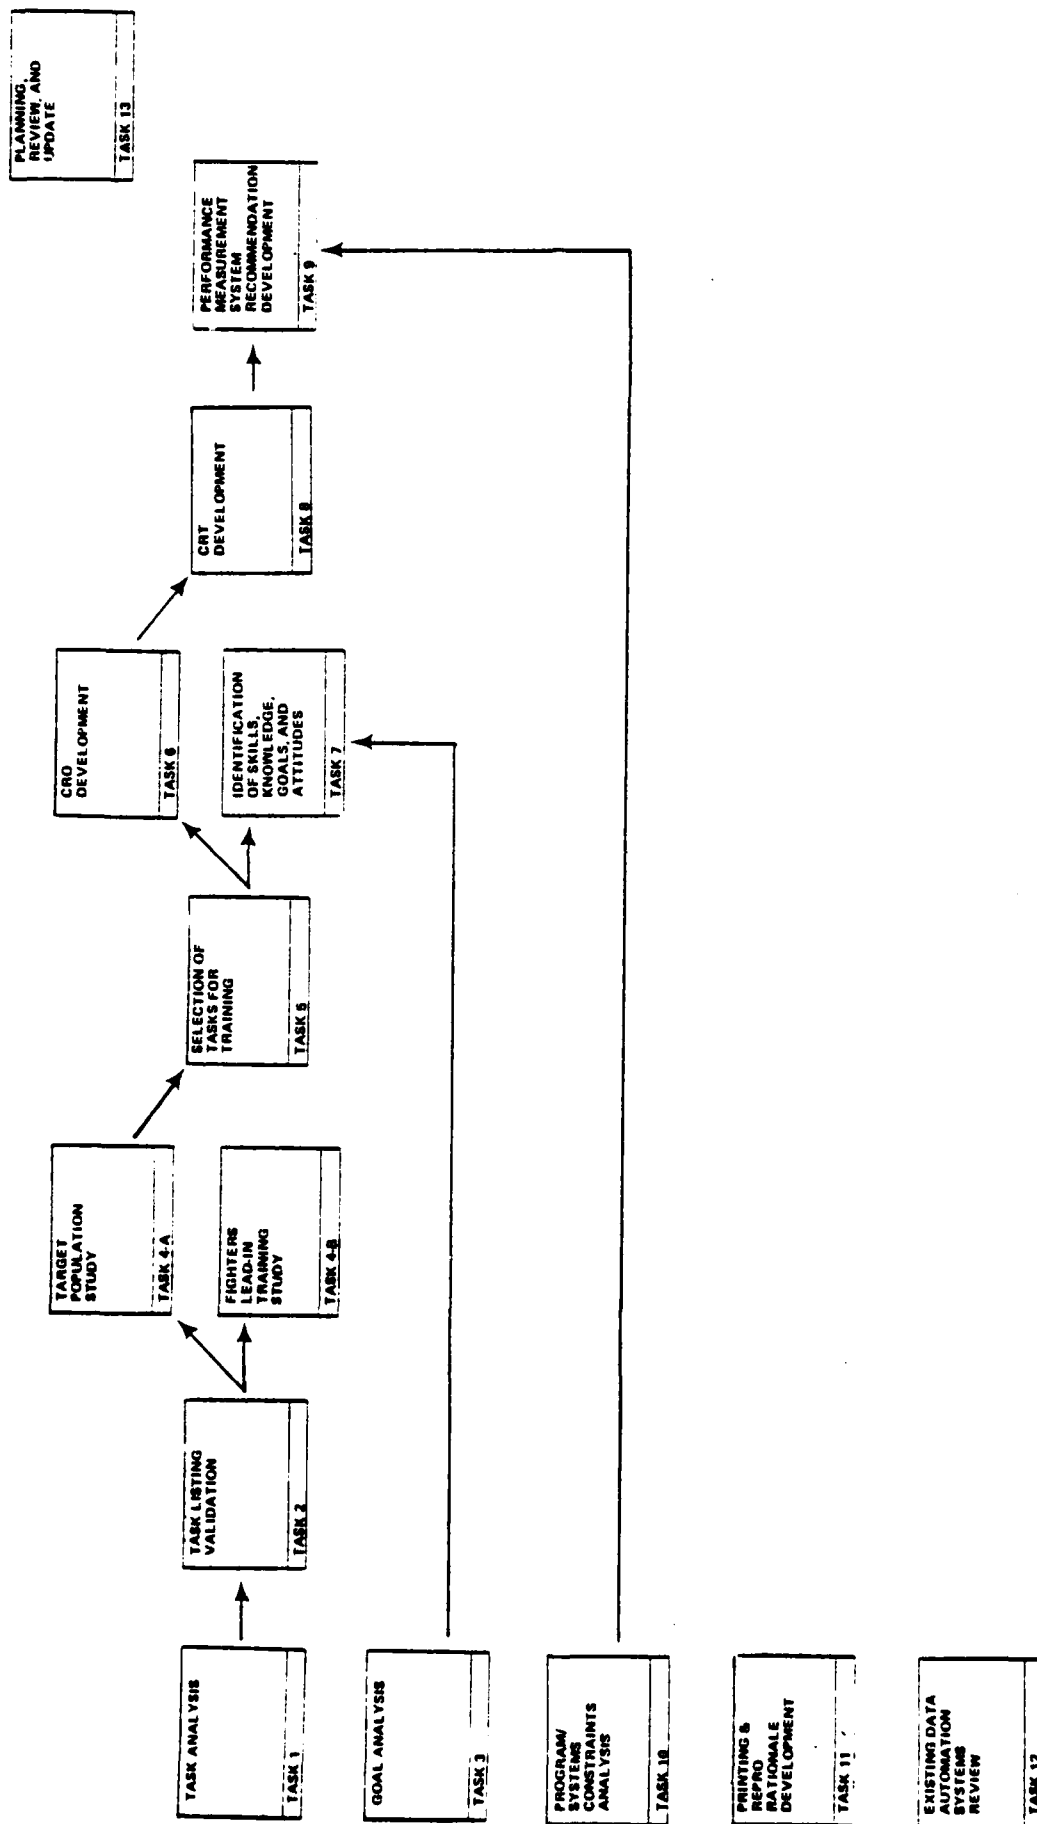 TASK ANALYSIS
TASK 1
TASK LISTING
VALIDATION
TASK 2
GOAL ANALYSIS
TASK 3
TARGET
POPULATION
STUDY
TASK 4-A
FIGHTERS
LEAD-IN
TRAINING
STUDY
TASK 4-B
SELECTION OF
TASKS FOR
TRAINING
TASK 5
CRO
DEVELOPMENT
TASK 6
IDENTIFICATION
OF SKILLS,
KNOWLEDGE,
GOALS, AND
ATTITUDES
TASK 7
CRT
DEVELOPMENT
TASK 8
PERFORMANCE
MEASUREMENT
SYSTEM
RECOMMENDATION
DEVELOPMENT
TASK 9
PROGRAM/
SYSTEMS
CONSTRAINTS
ANALYSIS
TASK 10
PRINTING &
REPRO
RATIONALE
DEVELOPMENT
TASK 11
EXISTING DATA
AUTOMATION
SYSTEMS
REVIEW
TASK 12
PLANNING,
REVIEW, AND
UPDATE
TASK 13